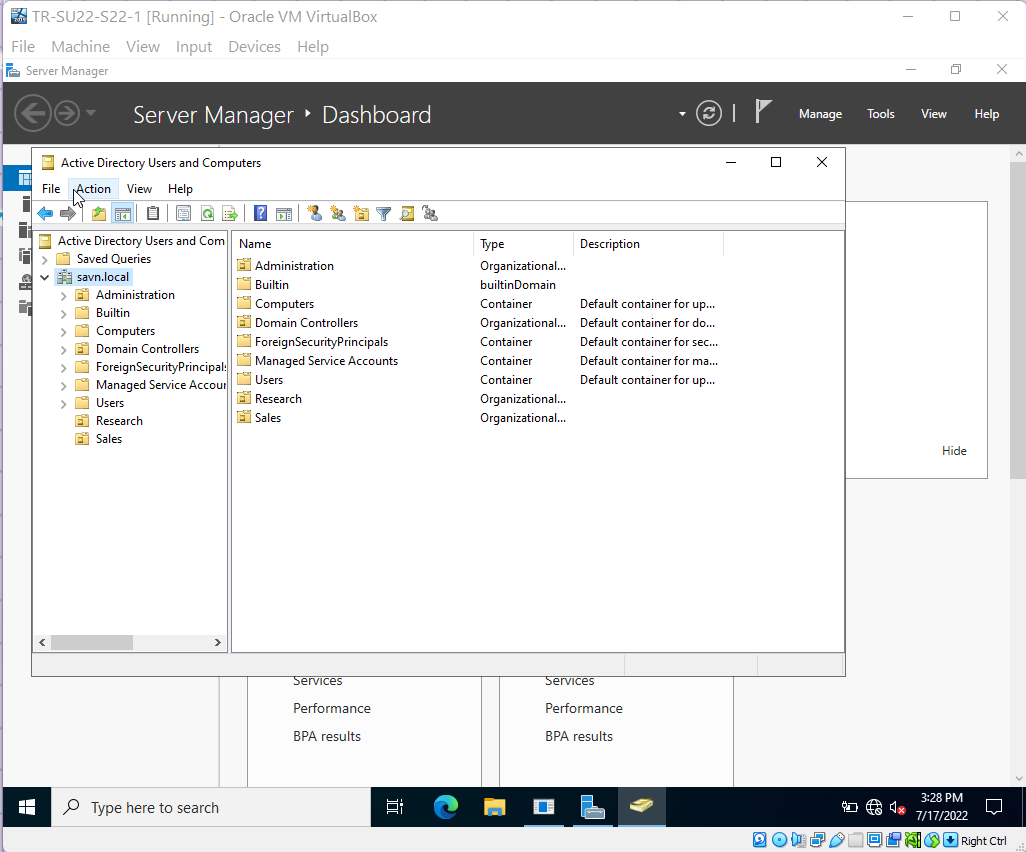 TR-SU22-S22-1 [Running] - Oracle VM VirtualBox
File Machine View Input Devices Help
Server Manager
Server Manager Dashboard
Manage Tools View Help
Active Directory Users and Computers
File Action View Help
Active Directory Users and Com
Saved Queries
savn.local
Administration
Builtin
Computers
Domain Controllers
ForeignSecurityPrincipals
Managed Service Accour
Users
Research
Sales
Name Type Description
Administration Organizational...
Builtin builtinDomain
Computers Container Default container for up...
Domain Controllers Organizational... Default container for do...
ForeignSecurityPrincipals Container Default container for sec...
Managed Service Accounts Container Default container for ma...
Users Container Default container for up...
Research Organizational...
Sales Organizational...
Hide
Services Services
Performance Performance
BPA results BPA results
Type here to search
3:28 PM
7/17/2022
Right Ctrl